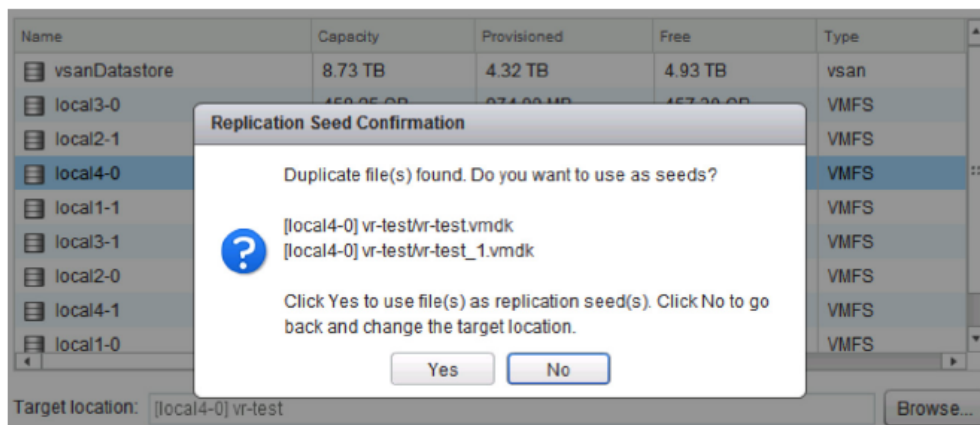 Name Capacity Provisioned Free Type
vsanDatastore 8.73 TB 4.32 TB 4.93 TB vsan
local3-0 VMFS
Replication Seed Confirmation
local2-1 VMFS
Duplicate file(s) found. Do you want to use as seeds?
local4-0 VMFS
local1-1 VMFS
[local4-0] vr-test/vr-test.vmdk
local3-1 VMFS
[local4-0] vr-test/vr-test_1.vmdk
local2-0 VMFS
Click Yes to use file(s) as replication seed(s). Click No to go
local4-1 VMFS
back and change the target location.
local1-0 VMFS
Yes No
Target location: [local4-0] vr-test Browse...